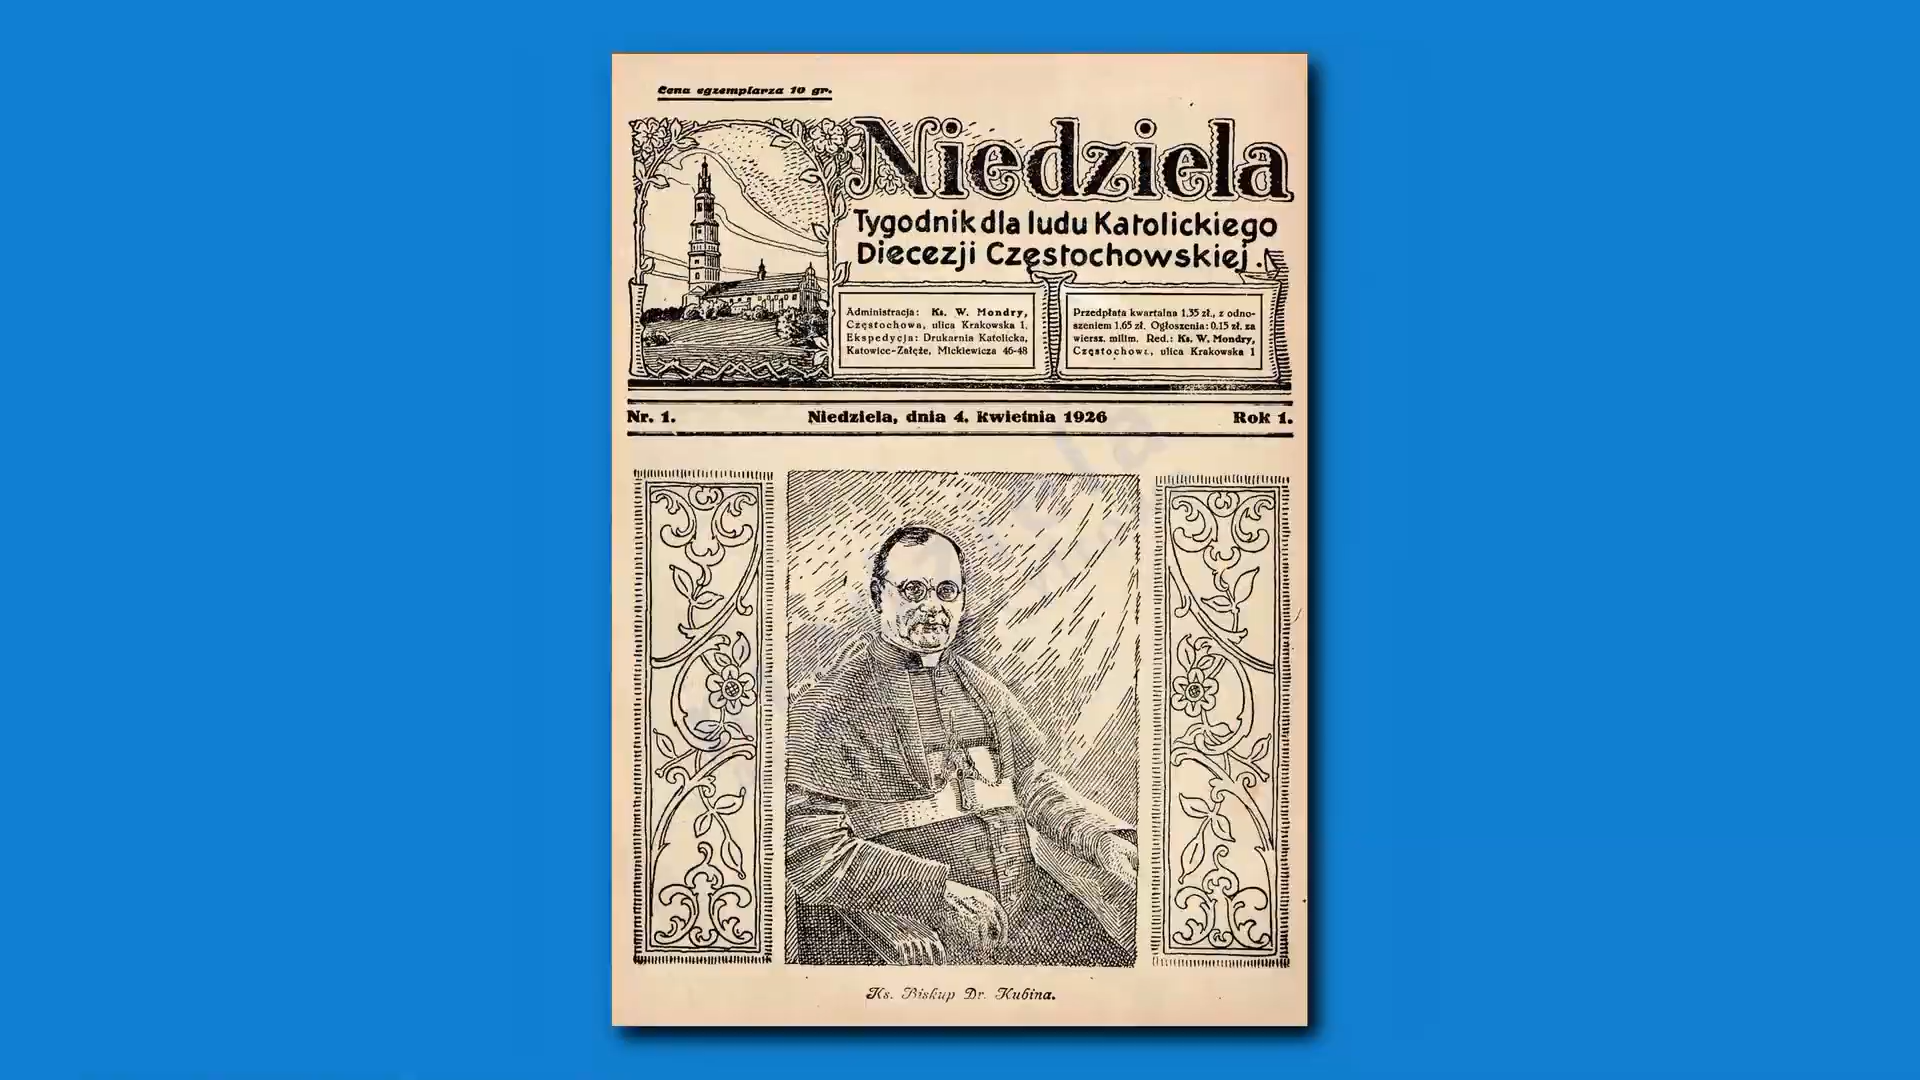 Cena egzemplarza 10 gr.
Niedziela
Tygodnik dla ludu Katolickiego
Diecezji Częstochowskiej.
Administracja: Ks. W. Mondry,
Częstochowa, ulica Krakowska 1.
Ekspedycja: Drukarnia Katolicka,
Katowice-Załęże, Mickiewicza 46-48
Przedpłata kwartalna 1.35 zł., z odno-
szeniem 1.65 zł. Ogłoszenia: 0.15 zł. za
wiersz. milim. Red.: Ks. W. Mondry,
Częstochowa, ulica Krakowska 1
Nr. 1.
Niedziela, dnia 4. kwietnia 1926
Rok 1.
Ks. Biskup Dr. Kubina.